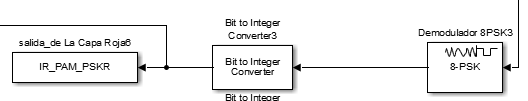 Bit to Integer
Converter3
Demodulador 8PSK3
salida_de La Capa Roja6
IR_PAM_PSKR
Bit to Integer
Converter
8-PSK
Bit to Integer